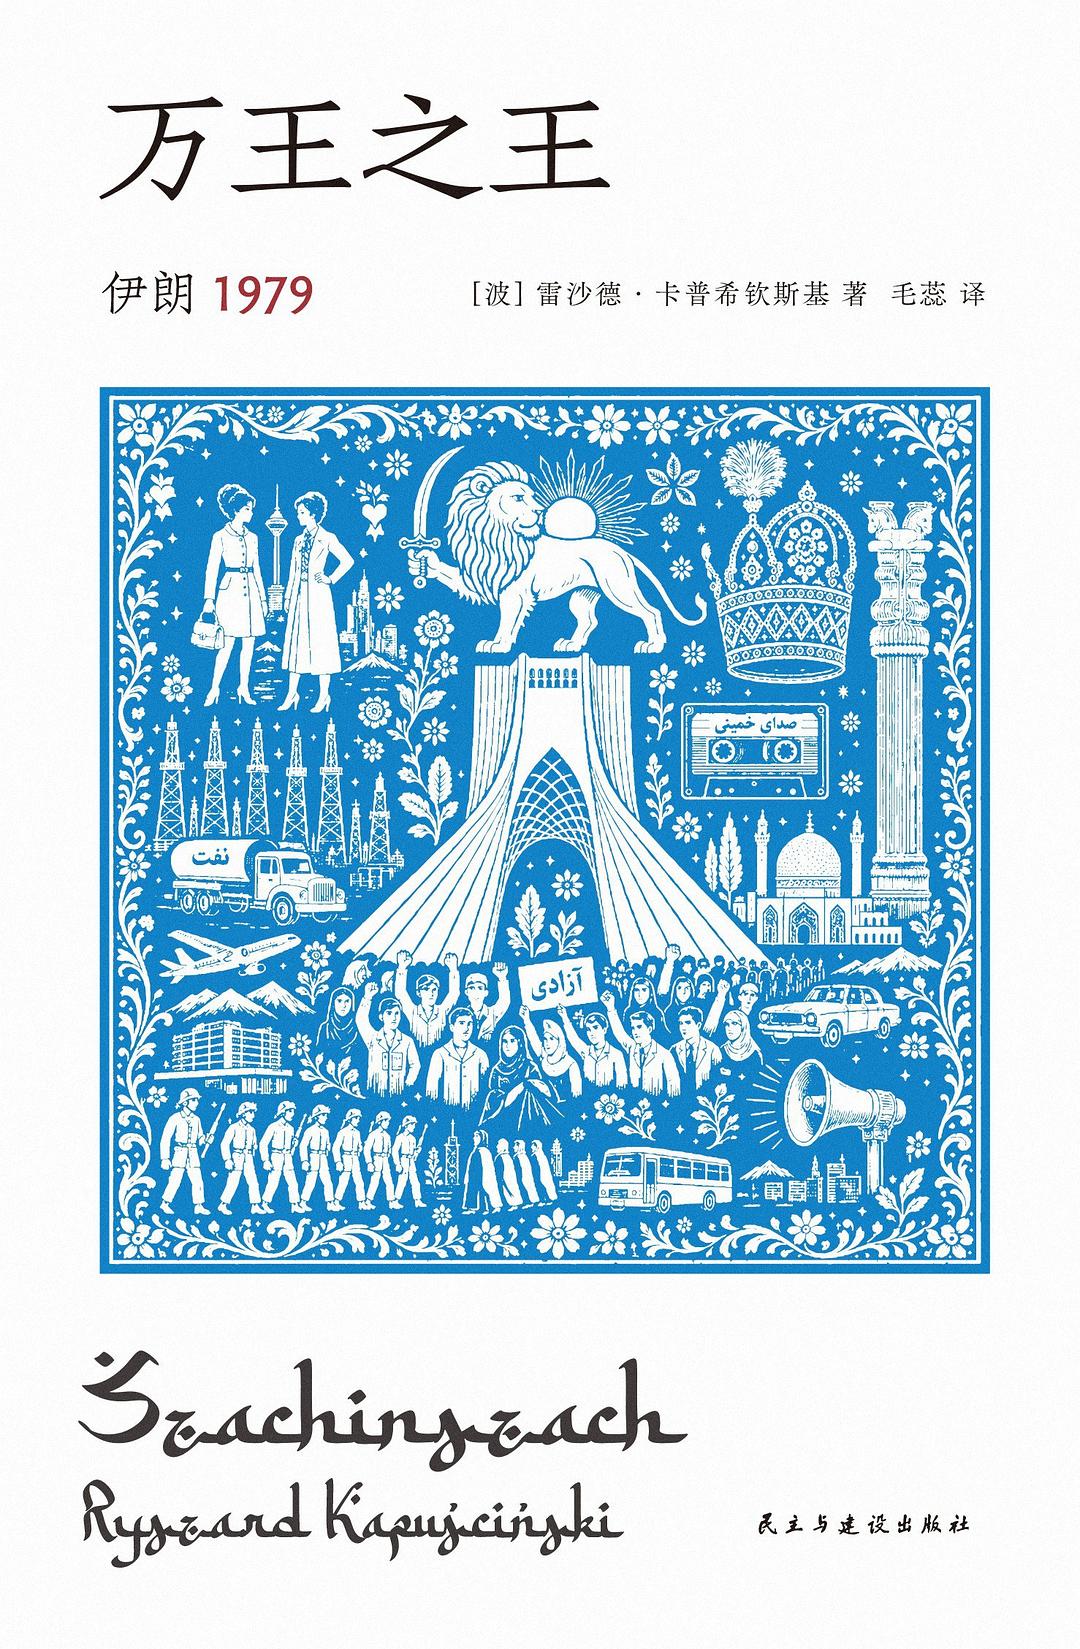 万王之王
伊朗 1979
[波] 雷沙德·卡普希钦斯基 著 毛蕊 译
صدای خمینی
نفت
آزادی
Szachinszach
Ryszard Kapuściński
民主与建设出版社